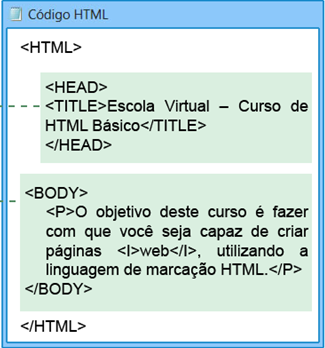 Código HTML
<HTML>
<HEAD>
<TITLE>Escola Virtual – Curso de
HTML Básico</TITLE>
</HEAD>
<BODY>
<P>O objetivo deste curso é fazer
com que você seja capaz de criar
páginas <I>web</I>, utilizando a
linguagem de marcação HTML.</P>
</BODY>
</HTML>